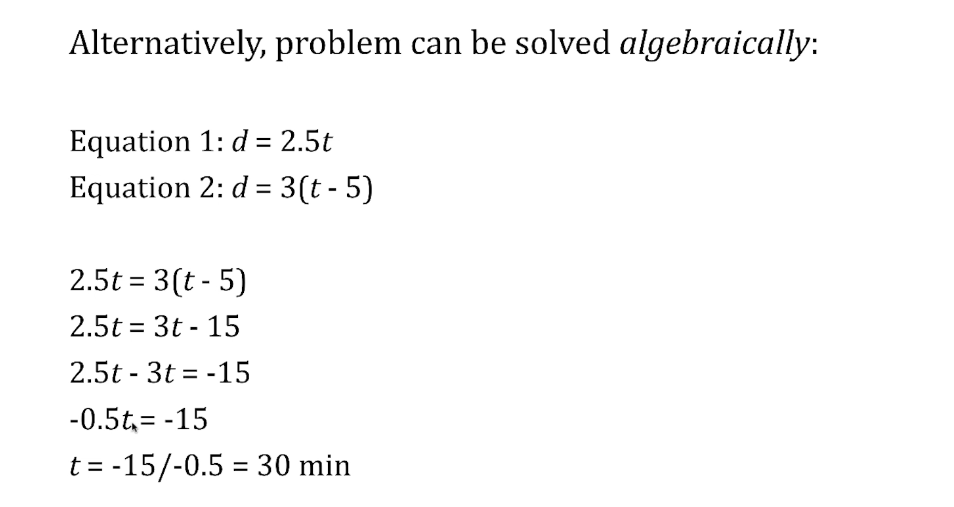 Alternatively, problem can be solved algebraically:
Equation 1: d = 2.5t
Equation 2: d = 3(t - 5)
2.5t = 3(t - 5)
2.5t = 3t - 15
2.5t - 3t = -15
-0.5t = -15
t = -15/-0.5 = 30 min